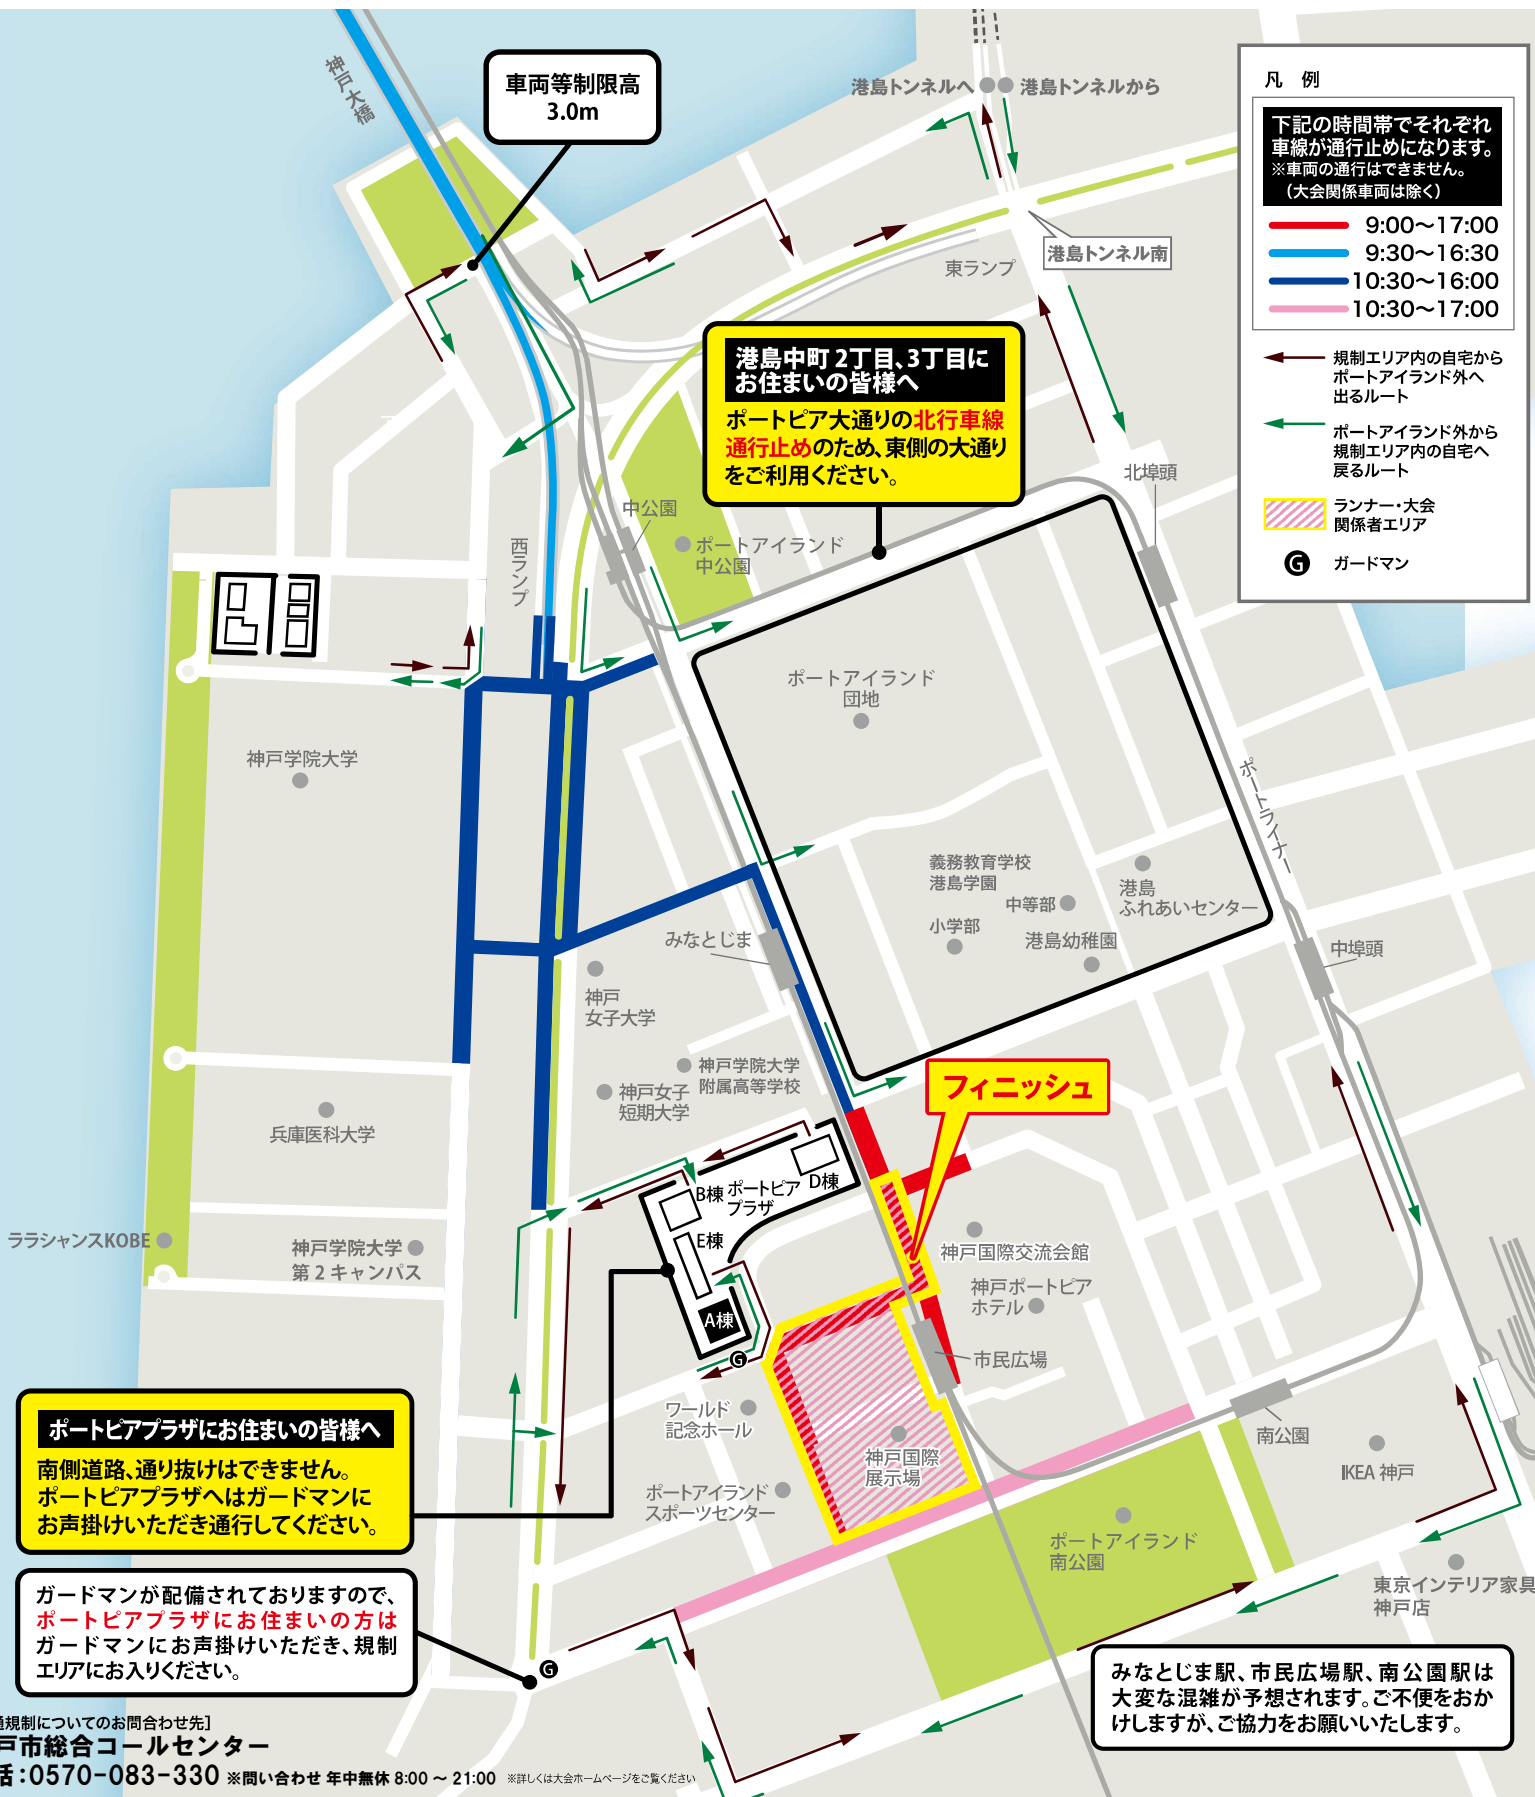 神戸大橋
車両等制限高
3.0m
港島トンネルへ
港島トンネルから
港島トンネル南
東ランプ
凡 例
下記の時間帯でそれぞれ
車線が通行止めになります。
※車両の通行はできません。
（大会関係車両は除く）
9:00〜17:00
9:30〜16:30
10:30〜16:00
10:30〜17:00
規制エリア内の自宅から
ポートアイランド外へ
出るルート
ポートアイランド外から
規制エリア内の自宅へ
戻るルート
ランナー・大会
関係者エリア
G
ガードマン
港島中町 2丁目、3丁目に
お住まいの皆様へ
ポートピア大通りの北行車線
通行止めのため、東側の大通り
をご利用ください。
北埠頭
中公園
ポートアイランド
中公園
西ランプ
ポートアイランド
団地
神戸学院大学
ポートライナー
義務教育学校
港島学園
中等部
小学部
港島
ふれあいセンター
港島幼稚園
みなとじま
中埠頭
神戸
女子大学
神戸学院大学
附属高等学校
神戸女子
短期大学
フィニッシュ
兵庫医科大学
B棟
ポートピア
プラザ
D棟
E棟
A棟
G
ララシャンスKOBE
神戸学院大学
第2キャンパス
神戸国際交流会館
神戸ポートピア
ホテル
市民広場
ワールド
記念ホール
神戸国際
展示場
南公園
IKEA 神戸
ポートアイランド
スポーツセンター
ポートアイランド
南公園
東京インテリア家具
神戸店
ポートピアプラザにお住まいの皆様へ
南側道路、通り抜けはできません。
ポートピアプラザへはガードマンに
お声掛けいただき通行してください。
ガードマンが配備されておりますので、
ポートピアプラザにお住まいの方は
ガードマンにお声掛けいただき、規制
エリアにお入りください。
G
みなとじま駅、市民広場駅、南公園駅は
大変な混雑が予想されます。ご不便をおか
けしますが、ご協力をお願いいたします。
通規制についてのお問合わせ先］
戸市総合コールセンター
話：0570-083-330 ※問い合わせ 年中無休 8:00 〜 21:00 ※詳しくは大会ホームページをご覧ください